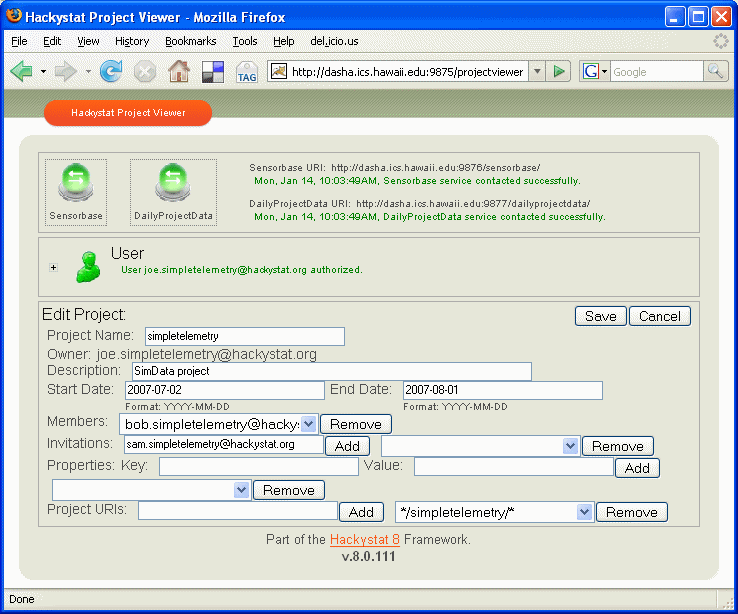 Hackystat Project Viewer - Mozilla Firefox
File Edit View History Bookmarks Tools Help del.icio.us
TAG http://dasha.ics.hawaii.edu:9875/projectviewer G Google
Hackystat Project Viewer
Sensorbase URI: http://dasha.ics.hawaii.edu:9876/sensorbase/
Mon, Jan 14, 10:03:49AM, Sensorbase service contacted successfully.
DailyProjectData URI: http://dasha.ics.hawaii.edu:9877/dailyprojectdata/
Sensorbase DailyProjectData Mon, Jan 14, 10:03:49AM, DailyProjectData service contacted successfully.
User
User joe.simpletelemetry@hackystat.org authorized.
Edit Project: Save Cancel
Project Name: simpletelemetry
Owner: joe.simpletelemetry@hackystat.org
Description: SimData project
Start Date: 2007-07-02 End Date: 2007-08-01
Format: YYYY-MM-DD Format: YYYY-MM-DD
Members: bob.simpletelemetry@hackys Remove
Invitations: sam.simpletelemetry@hackystat.org Add Remove
Properties: Key: Value: Add
Remove
Project URIs: Add */simpletelemetry/* Remove
Part of the Hackystat 8 Framework.
v.8.0.111
Done